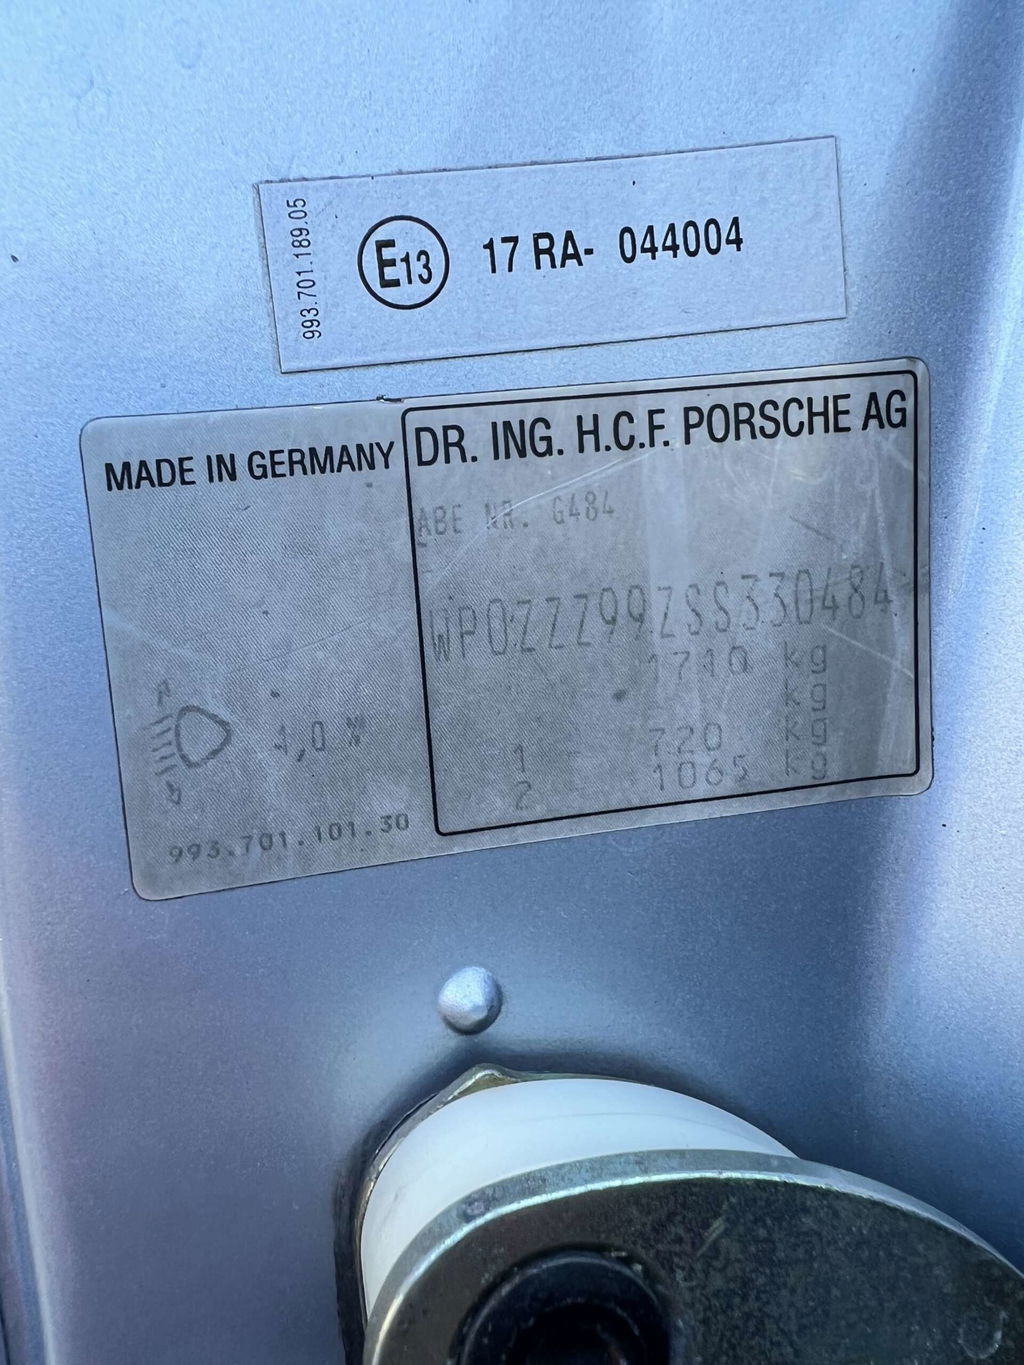 993.701.189.05
E13 17 RA- 044004
MADE IN GERMANY
DR. ING. H.C.F. PORSCHE AG
ABE NR. G484
WP0ZZZ99ZSS330484
1710 kg
kg
1 - 720 kg
2 - 1065 kg
1,0 %
993.701.101.30